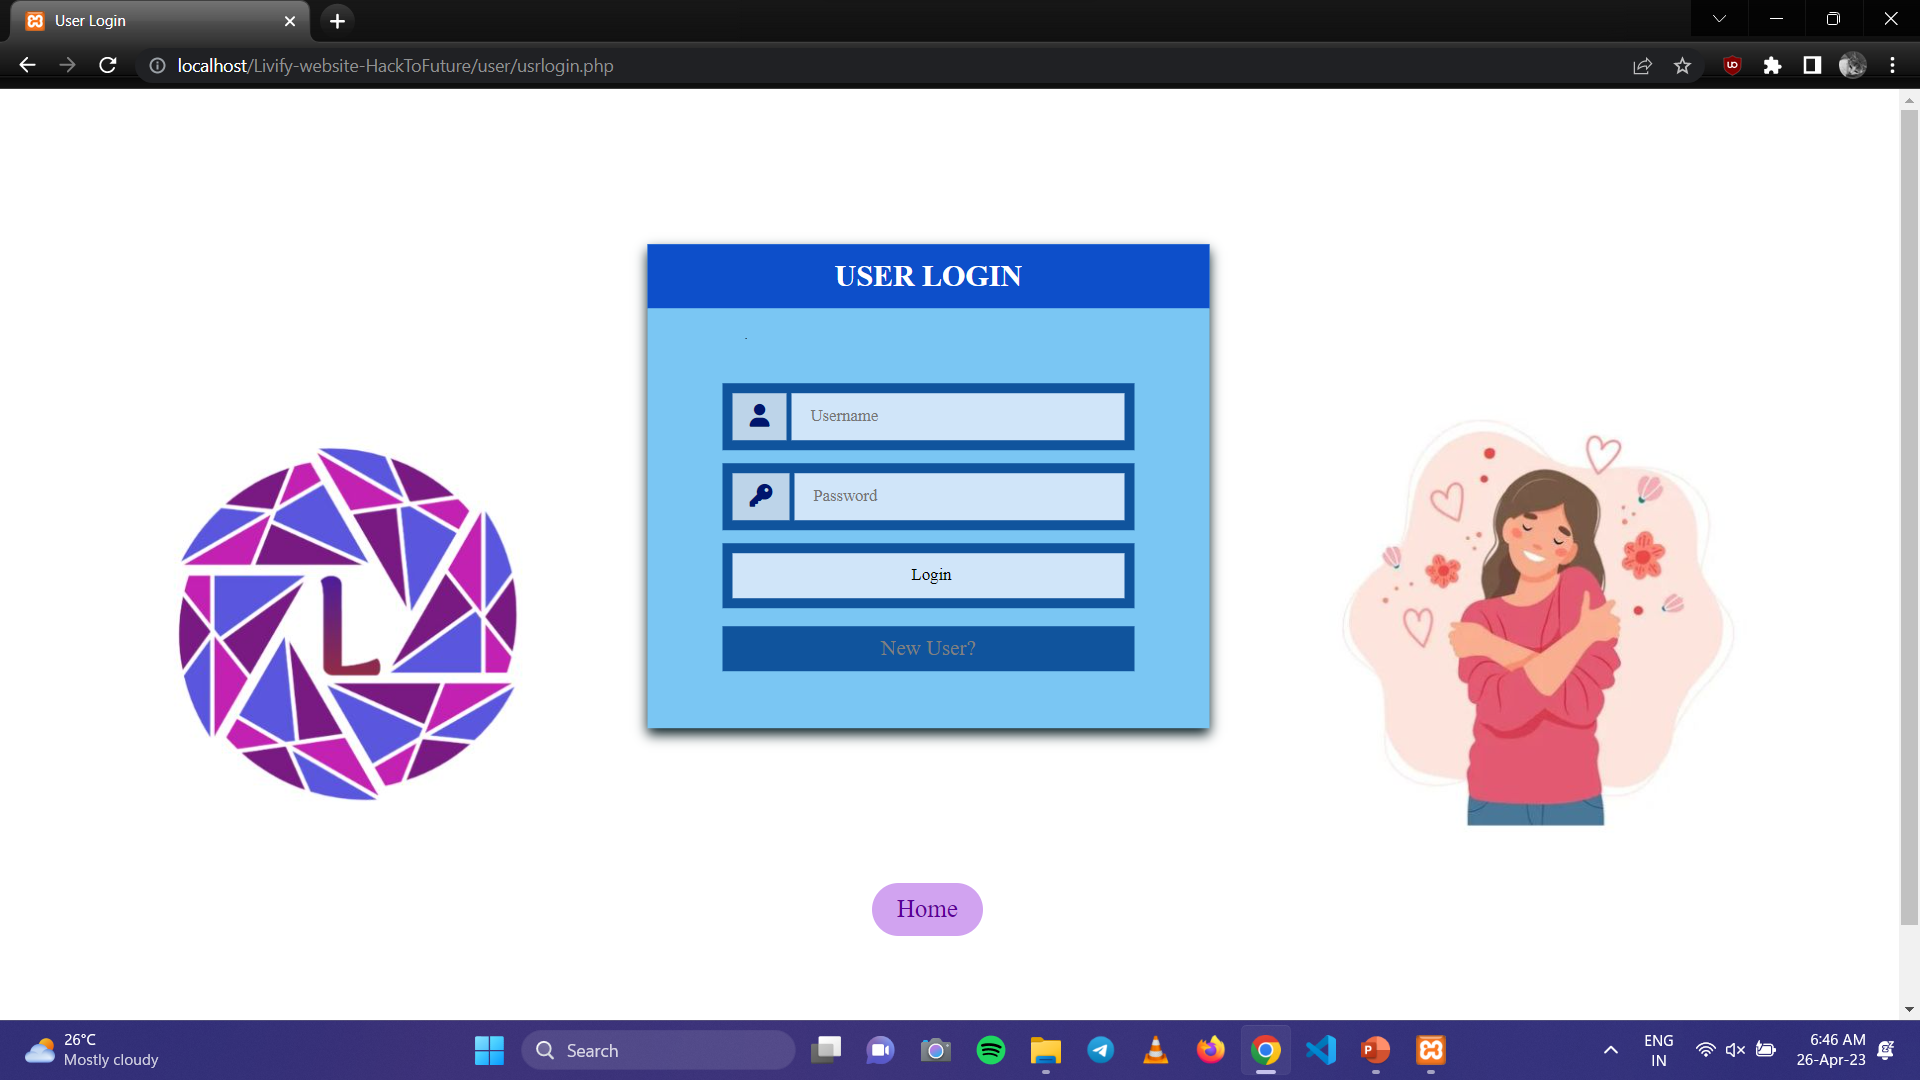 User Login
localhost/Livify-website-HackToFuture/user/usrlogin.php
USER LOGIN
Username
Password
Login
New User?
L
Home
26°C
Mostly cloudy
Search
ENG
IN
6:46 AM
26-Apr-23